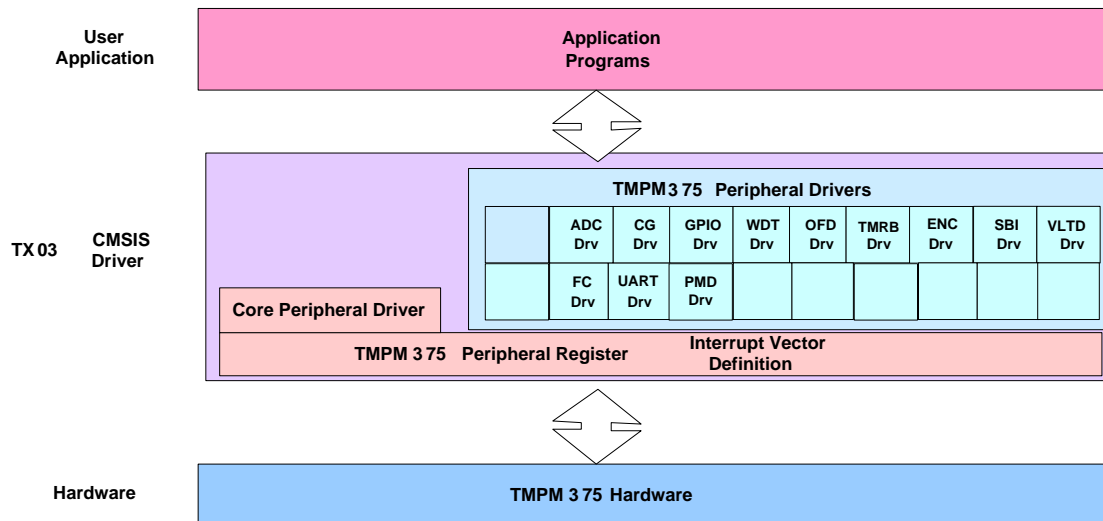 User
Application
Application
Programs
TX 03
CMSIS
Driver
TMPM 3 75 Peripheral Drivers
ADC
Drv
CG
Drv
GPIO
Drv
WDT
Drv
OFD
Drv
TMRB
Drv
ENC
Drv
SBI
Drv
VLTD
Drv
FC
Drv
UART
Drv
PMD
Drv
Core Peripheral Driver
TMPM 3 75 Peripheral Register
Interrupt Vector
Definition
Hardware
TMPM 3 75 Hardware